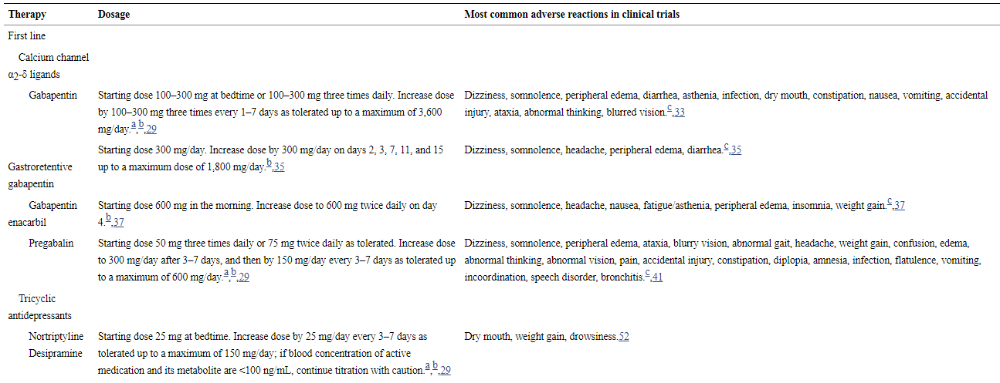 Therapy Dosage Most common adverse reactions in clinical trials
First line
Calcium channel
α2-δ ligands
Gabapentin Starting dose 100–300 mg at bedtime or 100–300 mg three times daily. Increase dose Dizziness, somnolence, peripheral edema, diarrhea, asthenia, infection, dry mouth, constipation, nausea, vomiting, accidental
by 100–300 mg three times every 1–7 days as tolerated up to a maximum of 3,600 injury, ataxia, abnormal thinking, blurred vision.c,33
mg/day.a,b,29
Starting dose 300 mg/day. Increase dose by 300 mg/day on days 2, 3, 7, 11, and 15 Dizziness, somnolence, headache, peripheral edema, diarrhea.c,35
Gastroretentive up to a maximum dose of 1,800 mg/day.b,35
gabapentin
Gabapentin Starting dose 600 mg in the morning. Increase dose to 600 mg twice daily on day Dizziness, somnolence, headache, nausea, fatigue/asthenia, peripheral edema, insomnia, weight gain.c,37
enacarbil 4.b,37
Pregabalin Starting dose 50 mg three times daily or 75 mg twice daily as tolerated. Increase dose Dizziness, somnolence, peripheral edema, ataxia, blurry vision, abnormal gait, headache, weight gain, confusion, edema,
to 300 mg/day after 3–7 days, and then by 150 mg/day every 3–7 days as tolerated up abnormal thinking, abnormal vision, pain, accidental injury, constipation, diplopia, amnesia, infection, flatulence, vomiting,
to a maximum of 600 mg/day.a,b,29 incoordination, speech disorder, bronchitis.c,41
Tricyclic
antidepressants
Nortriptyline Starting dose 25 mg at bedtime. Increase dose by 25 mg/day every 3–7 days as Dry mouth, weight gain, drowsiness.52
Desipramine tolerated up to a maximum of 150 mg/day; if blood concentration of active
medication and its metabolite are <100 ng/mL, continue titration with caution.a,b,29